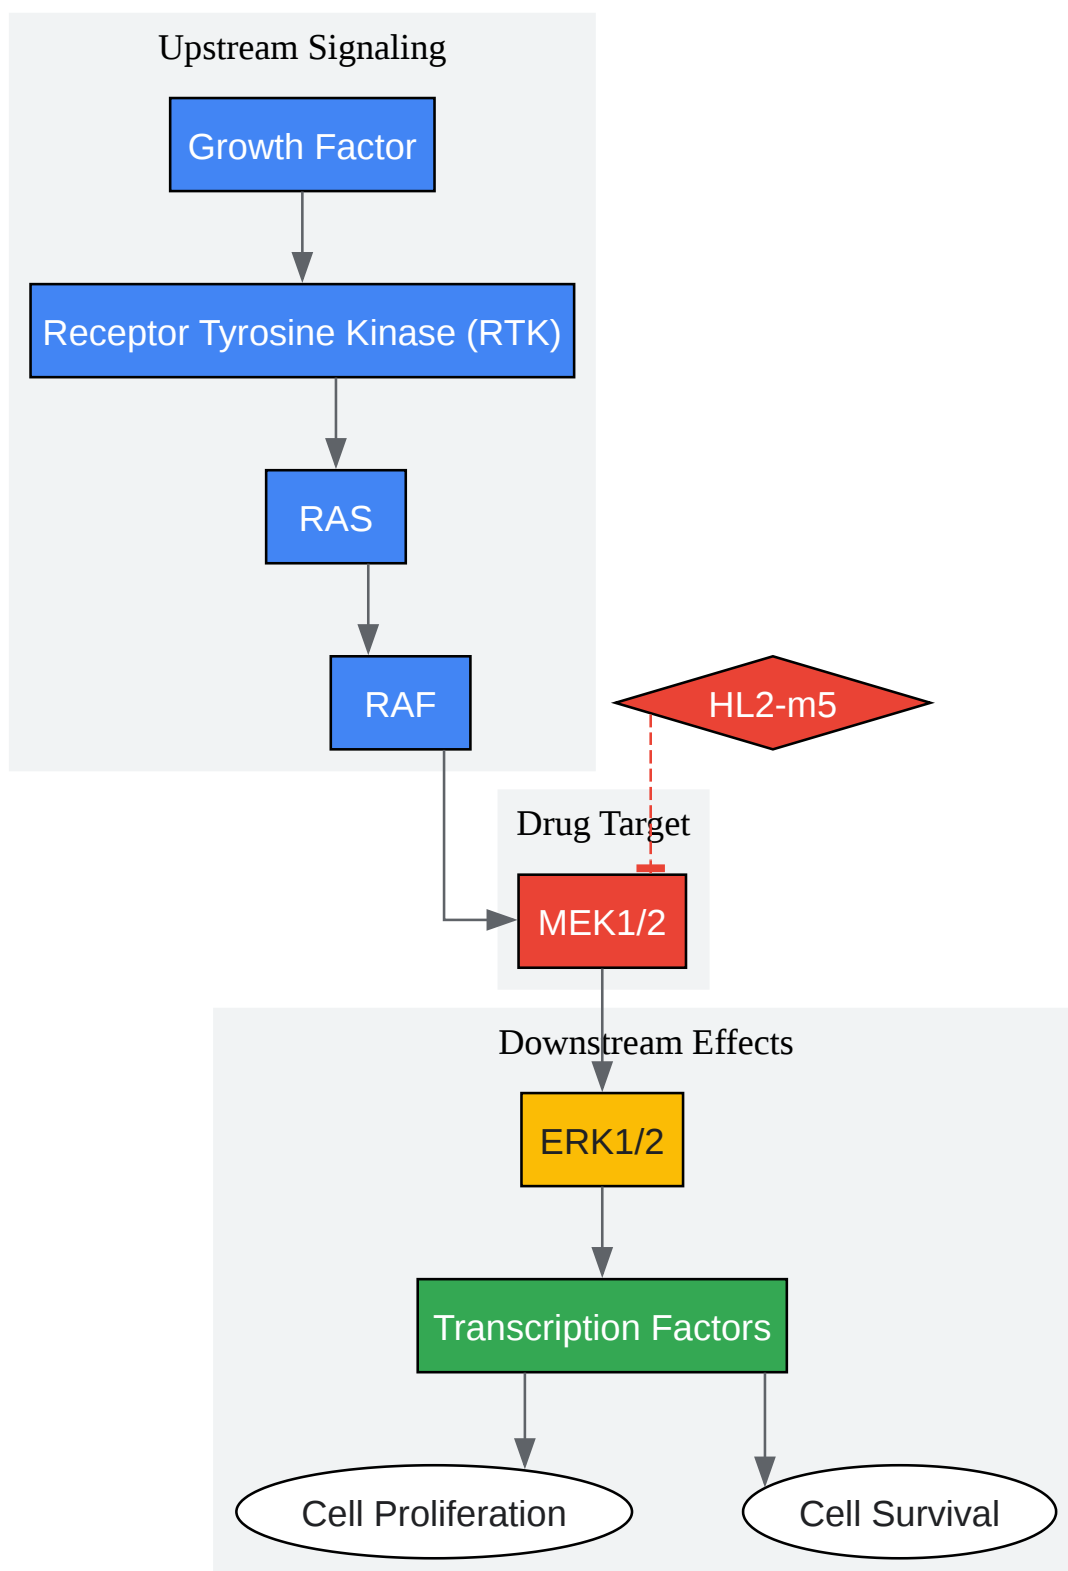 Upstream Signaling
Growth Factor
Receptor Tyrosine Kinase (RTK)
RAS
RAF
HL2-m5
Drug Target
MEK1/2
Downstream Effects
ERK1/2
Transcription Factors
Cell Proliferation
Cell Survival